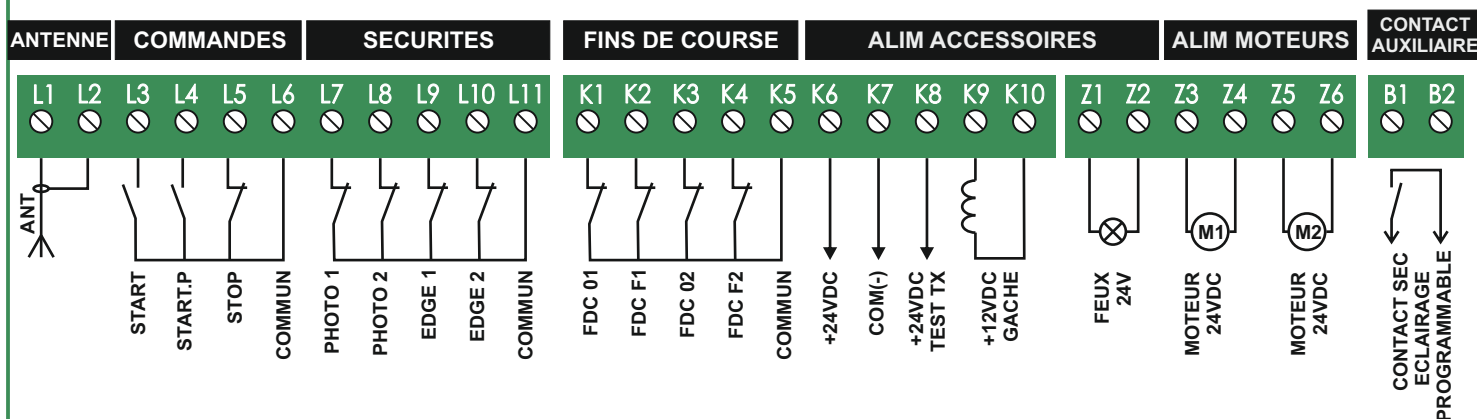 ANTENNE COMMANDES SECURITES FINS DE COURSE ALIM ACCESSOIRES ALIM MOTEURS CONTACT
AUXILIAIRE
L1 L2 L3 L4 L5 L6 L7 L8 L9 L10 L11 K1 K2 K3 K4 K5 K6 K7 K8 K9 K10 Z1 Z2 Z3 Z4 Z5 Z6 B1 B2
ANT
M1 M2
START
START.P
STOP
COMMUN
PHOTO 1
PHOTO 2
EDGE 1
EDGE 2
COMMUN
FDC 01
FDC F1
FDC 02
FDC F2
COMMUN
+24VDC
COM(-)
+24VDC
TEST TX
+12VDC
GACHE
FEUX
24V
MOTEUR
24VDC
MOTEUR
24VDC
CONTACT SEC
ECLAIRAGE
PROGRAMMABLE